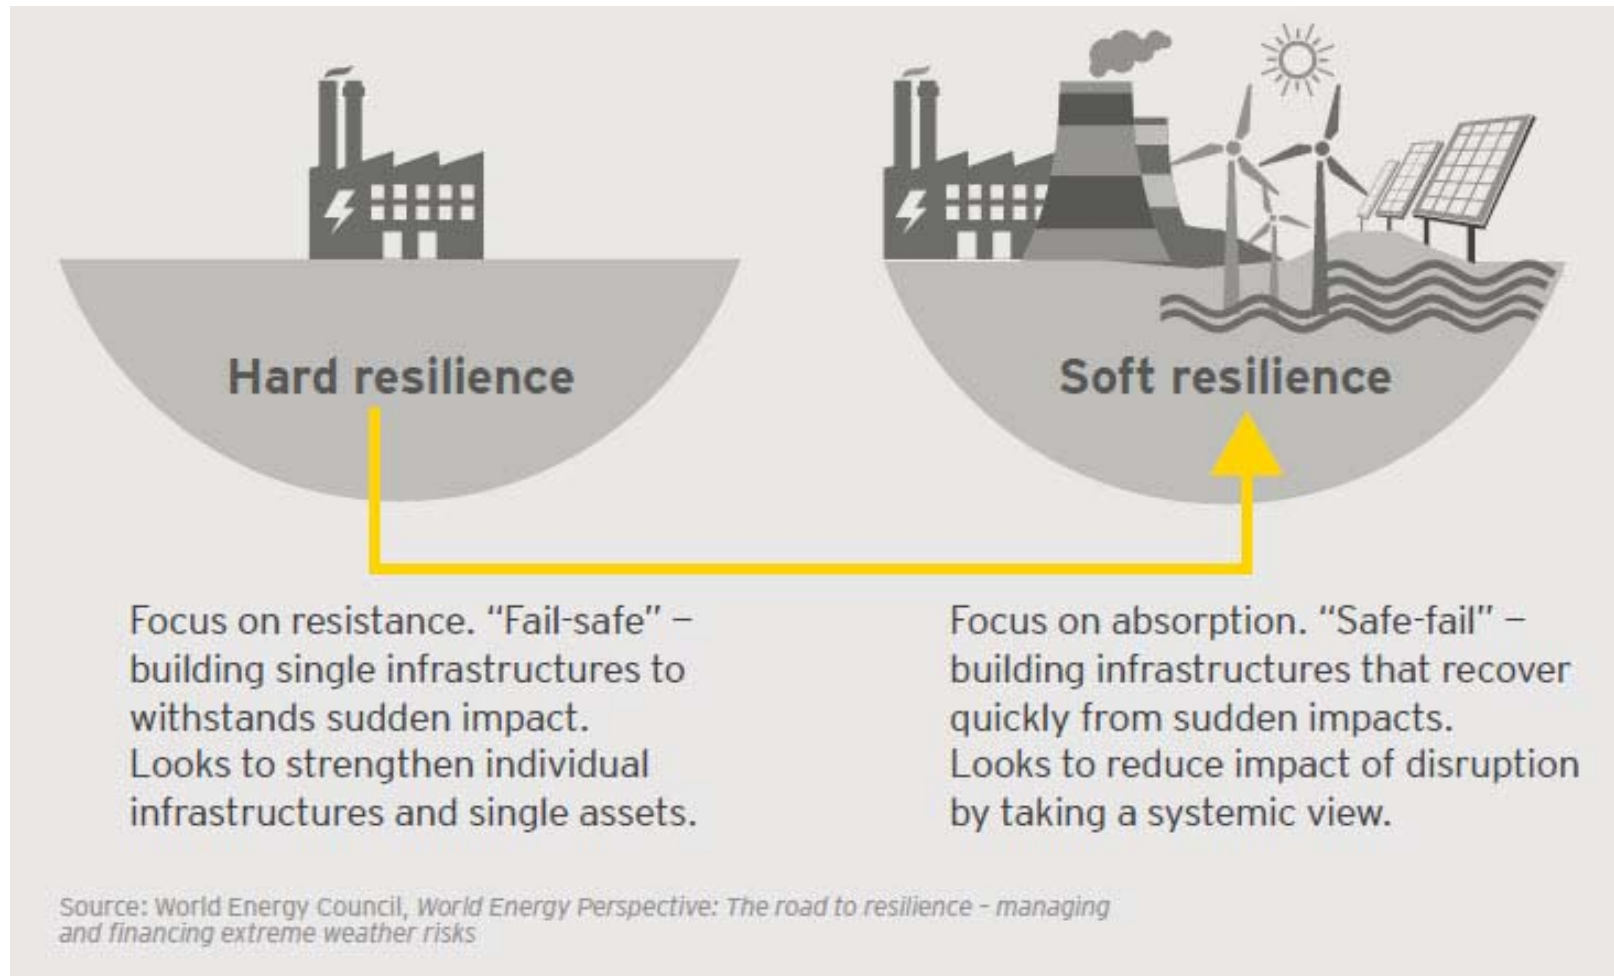 Hard resilience
Soft resilience
Focus on resistance. “Fail-safe” –
building single infrastructures to
withstands sudden impact.
Looks to strengthen individual
infrastructures and single assets.
Focus on absorption. “Safe-fail” –
building infrastructures that recover
quickly from sudden impacts.
Looks to reduce impact of disruption
by taking a systemic view.
Source: World Energy Council, World Energy Perspective: The road to resilience – managing
and financing extreme weather risks